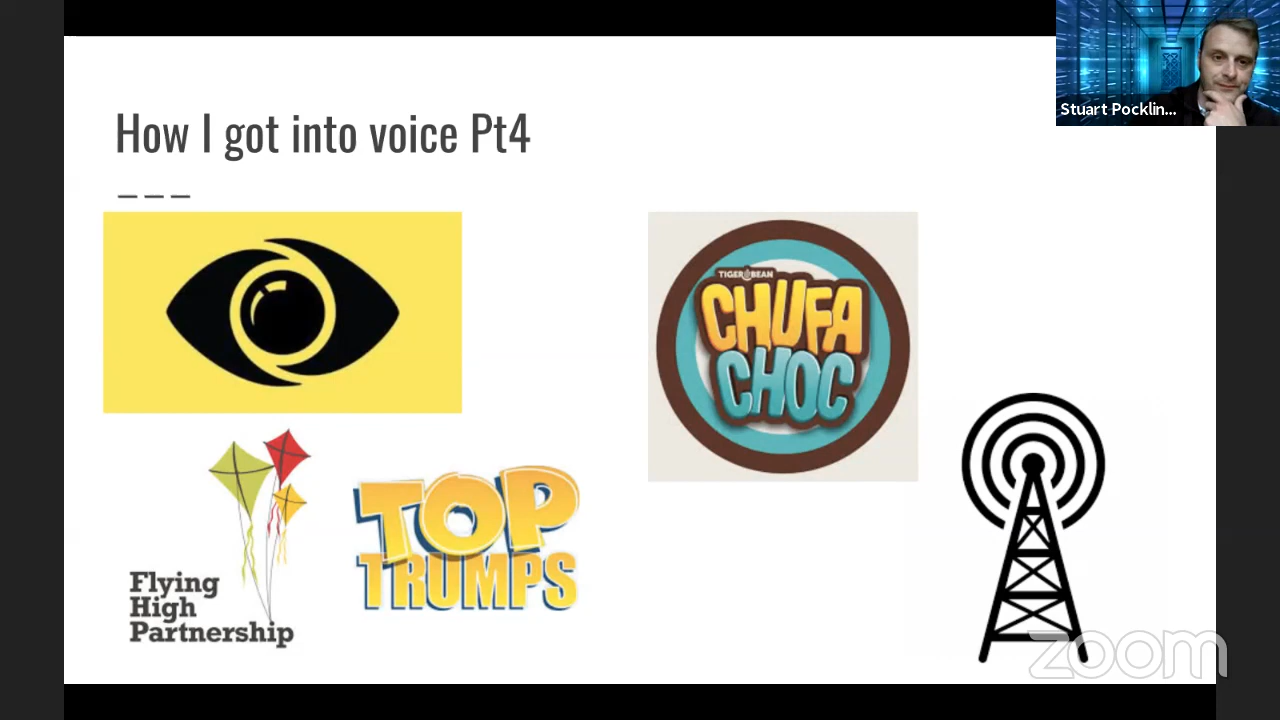 Stuart Pocklin...
How I got into voice Pt4
TIGER BEAN
CHUFA
CHOC
TOP
TRUMPS
Flying
High
Partnership
zoom